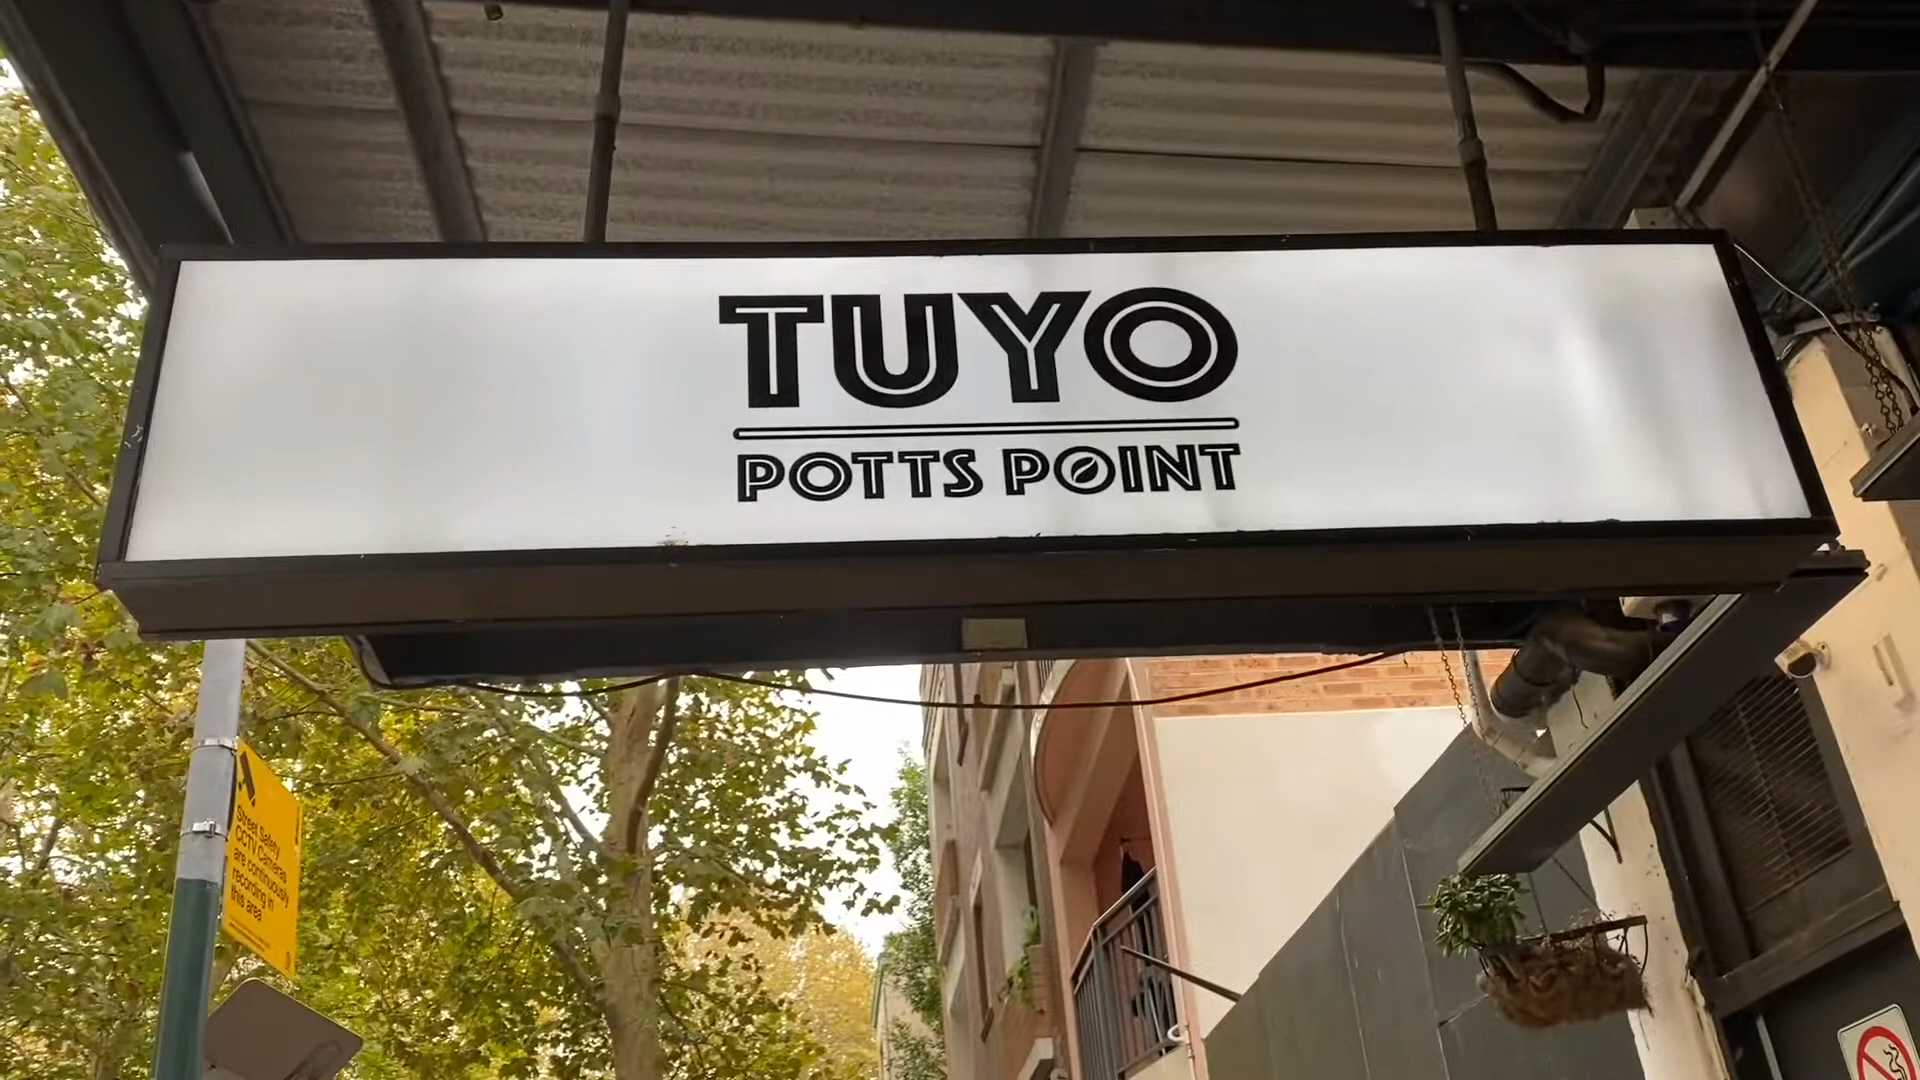 TUYO
POTTS POINT
Street Safety
CCTV Cameras
are continuously
recording in
this area